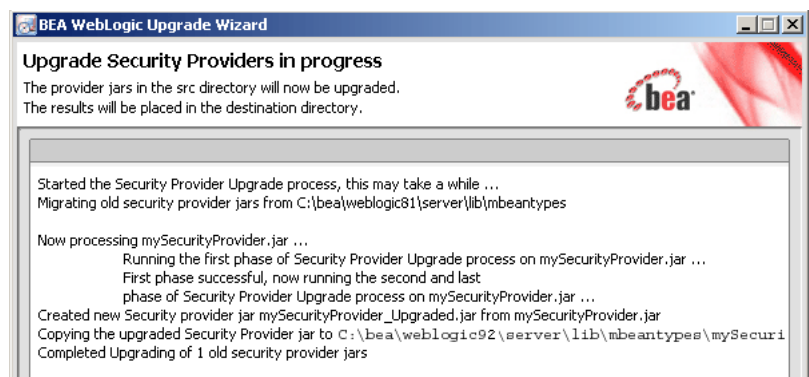 BEA WebLogic Upgrade Wizard
Upgrade Security Providers in progress
The provider jars in the src directory will now be upgraded.
The results will be placed in the destination directory.
bea
Started the Security Provider Upgrade process, this may take a while ...
Migrating old security provider jars from C:\bea\weblogic81\server\lib\mbeantypes
Now processing mySecurityProvider.jar ...
Running the first phase of Security Provider Upgrade process on mySecurityProvider.jar ...
First phase successful, now running the second and last
phase of Security Provider Upgrade process on mySecurityProvider.jar ...
Created new Security provider jar mySecurityProvider_Upgraded.jar from mySecurityProvider.jar
Copying the upgraded Security Provider jar to C:\bea\weblogic92\server\lib\mbeantypes\mySecuri
Completed Upgrading of 1 old security provider jars